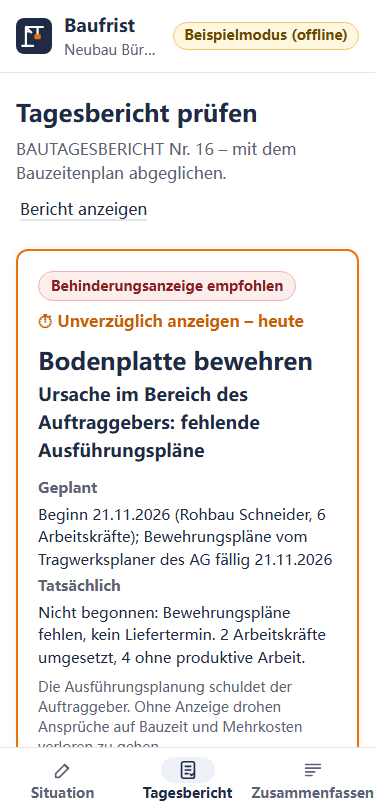 Baufrist
Neubau Bür...
Beispielmodus (offline)
Tagesbericht prüfen
BAUTAGESBERICHT Nr. 16 – mit dem
Bauzeitenplan abgeglichen.
Bericht anzeigen
Behinderungsanzeige empfohlen
Unverzüglich anzeigen – heute
Bodenplatte bewehren
Ursache im Bereich des
Auftraggebers: fehlende
Ausführungspläne
Geplant
Beginn 21.11.2026 (Rohbau Schneider, 6
Arbeitskräfte); Bewehrungspläne vom
Tragwerksplaner des AG fällig 21.11.2026
Tatsächlich
Nicht begonnen: Bewehrungspläne
fehlen, kein Liefertermin. 2 Arbeitskräfte
umgesetzt, 4 ohne produktive Arbeit.
Die Ausführungsplanung schuldet der
Auftraggeber. Ohne Anzeige drohen
Ansprüche auf Bauzeit und Mehrkosten
verloren zu gehen
Situation
Tagesbericht
Zusammenfassen